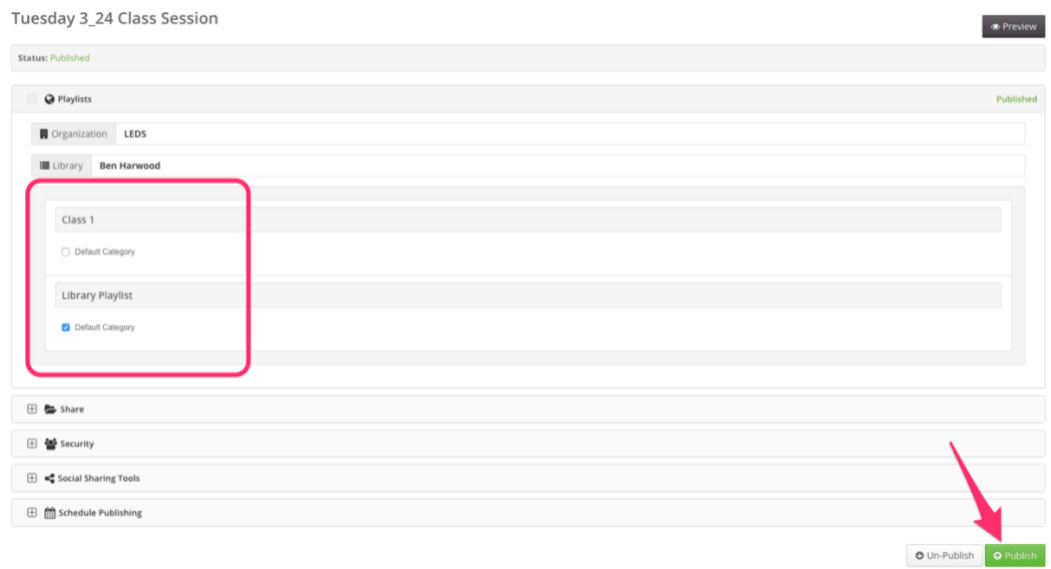 Tuesday 3_24 Class Session
Preview
Status: Published
Playlists
Published
Organization LEDS
Library Ben Harwood
Class 1
Default Category
Library Playlist
Default Category
Share
Security
Social Sharing Tools
Schedule Publishing
Un-Publish Publish